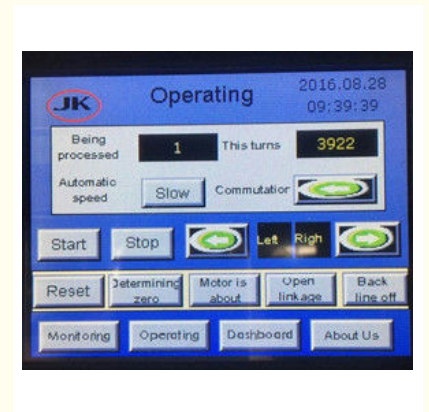 JK
Operating
2016.08.28
09:39:39
Being
processed
1
This turns
3922
Automatic
speed
Slow
Commutatior
Start
Stop
Left
Righ
Reset
Determining
zero
Motor is
about
Open
linkage
Back
line off
Monitoring
Operating
Dashboard
About Us